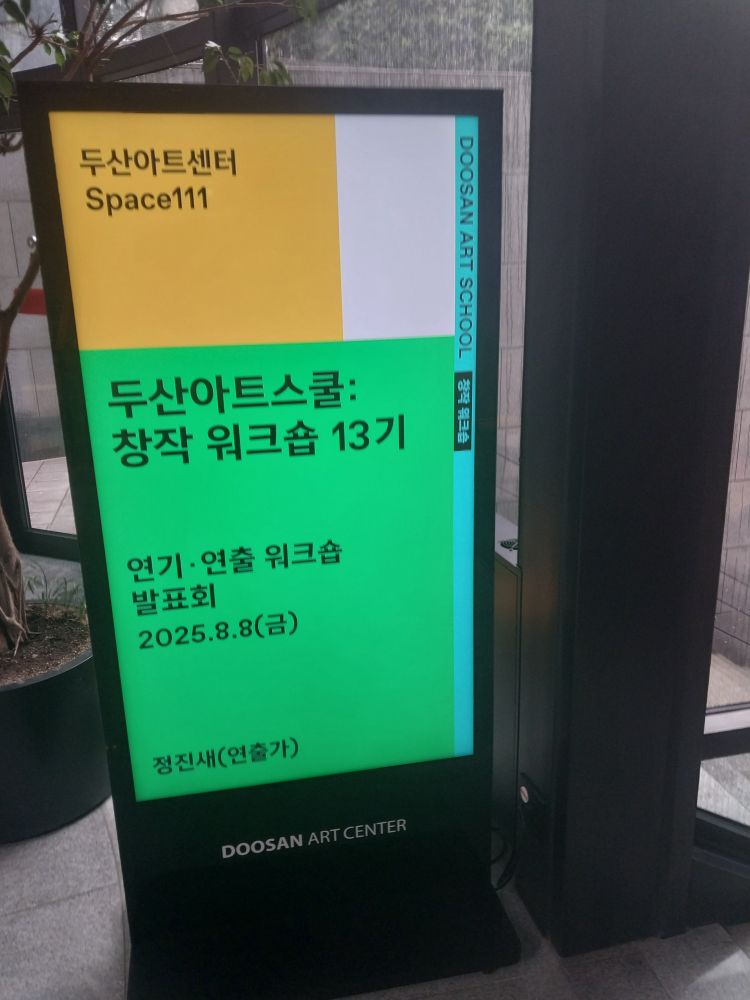 두산아트센터
Space111
DOOSAN ART SCHOOL 창작 워크숍
두산아트스쿨:
창작 워크숍 13기
연기·연출 워크숍
발표회
2025.8.8(금)
정진새(연출가)
DOOSAN ART CENTER